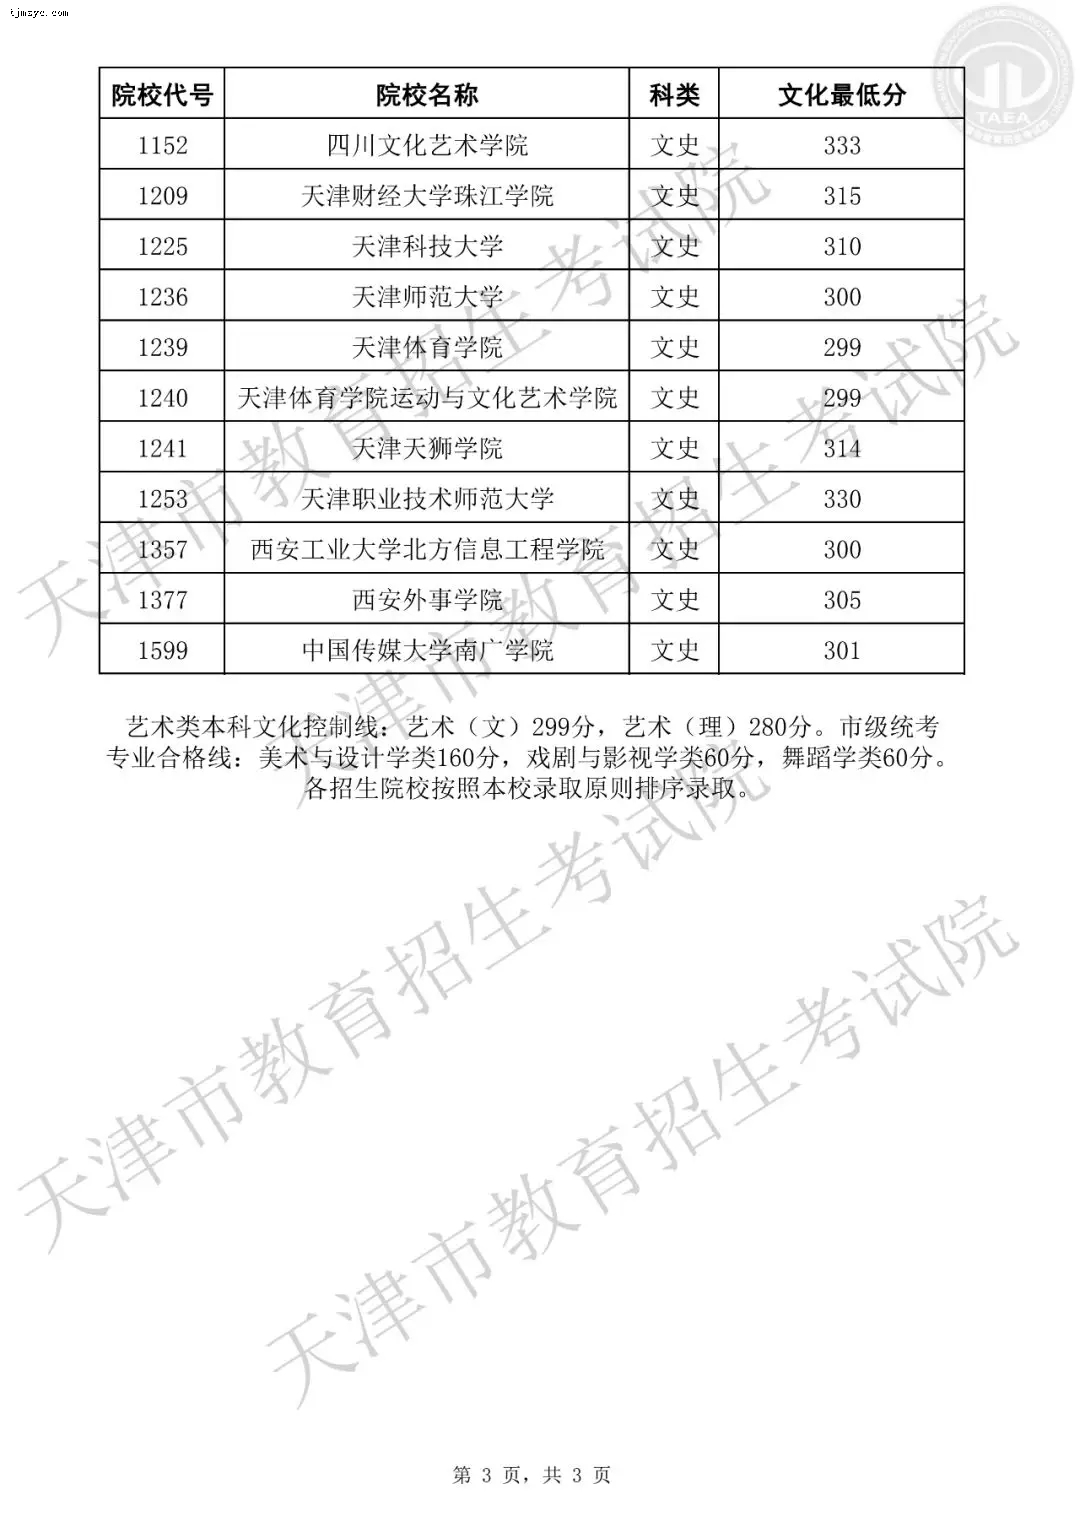 tjmsyc.com
TAEA
院校代号 院校名称 科类 文化最低分
1152 四川文化艺术学院 文史 333
1209 天津财经大学珠江学院 文史 315
1225 天津科技大学 文史 310
1236 天津师范大学 文史 300
1239 天津体育学院 文史 299
1240 天津体育学院运动与文化艺术学院 文史 299
1241 天津天狮学院 文史 314
1253 天津职业技术师范大学 文史 330
1357 西安工业大学北方信息工程学院 文史 300
1377 西安外事学院 文史 305
1599 中国传媒大学南广学院 文史 301
艺术类本科文化控制线：艺术（文）299分，艺术（理）280分。市级统考
专业合格线：美术与设计学类160分，戏剧与影视学类60分，舞蹈学类60分。
各招生院校按照本校录取原则排序录取。
天津市教育招生考试院
天津市教育招生考试院
天津市教育招生考试院
天津市教育招生考试院
第 3 页，共 3 页